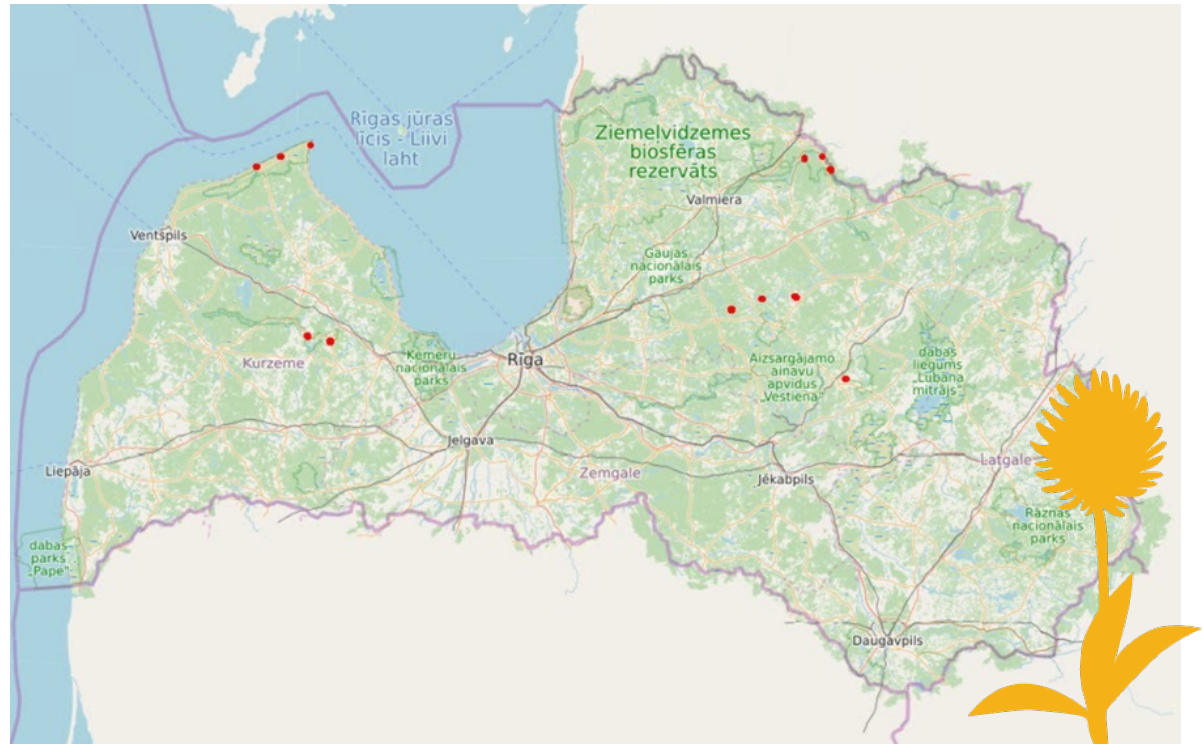 Rīgas jūras
līcis - Liivi
laht
Ziemeļvidzemes
biosfēras
rezervāts
Valmiera
Ventspils
Gaujas
nacionālais
parks
Ķemeru
nacionālais
parks
Rīga
Kurzeme
Aizsargājamo
ainavu
apvidus
„Vestiena”
dabas
liegums
„Lubāna
mitrājs”
Jelgava
Liepāja
Zemgale
Jēkabpils
Latgale
Rāznas
nacionālais
parks
dabas
parks
„Pape”
Daugavpils